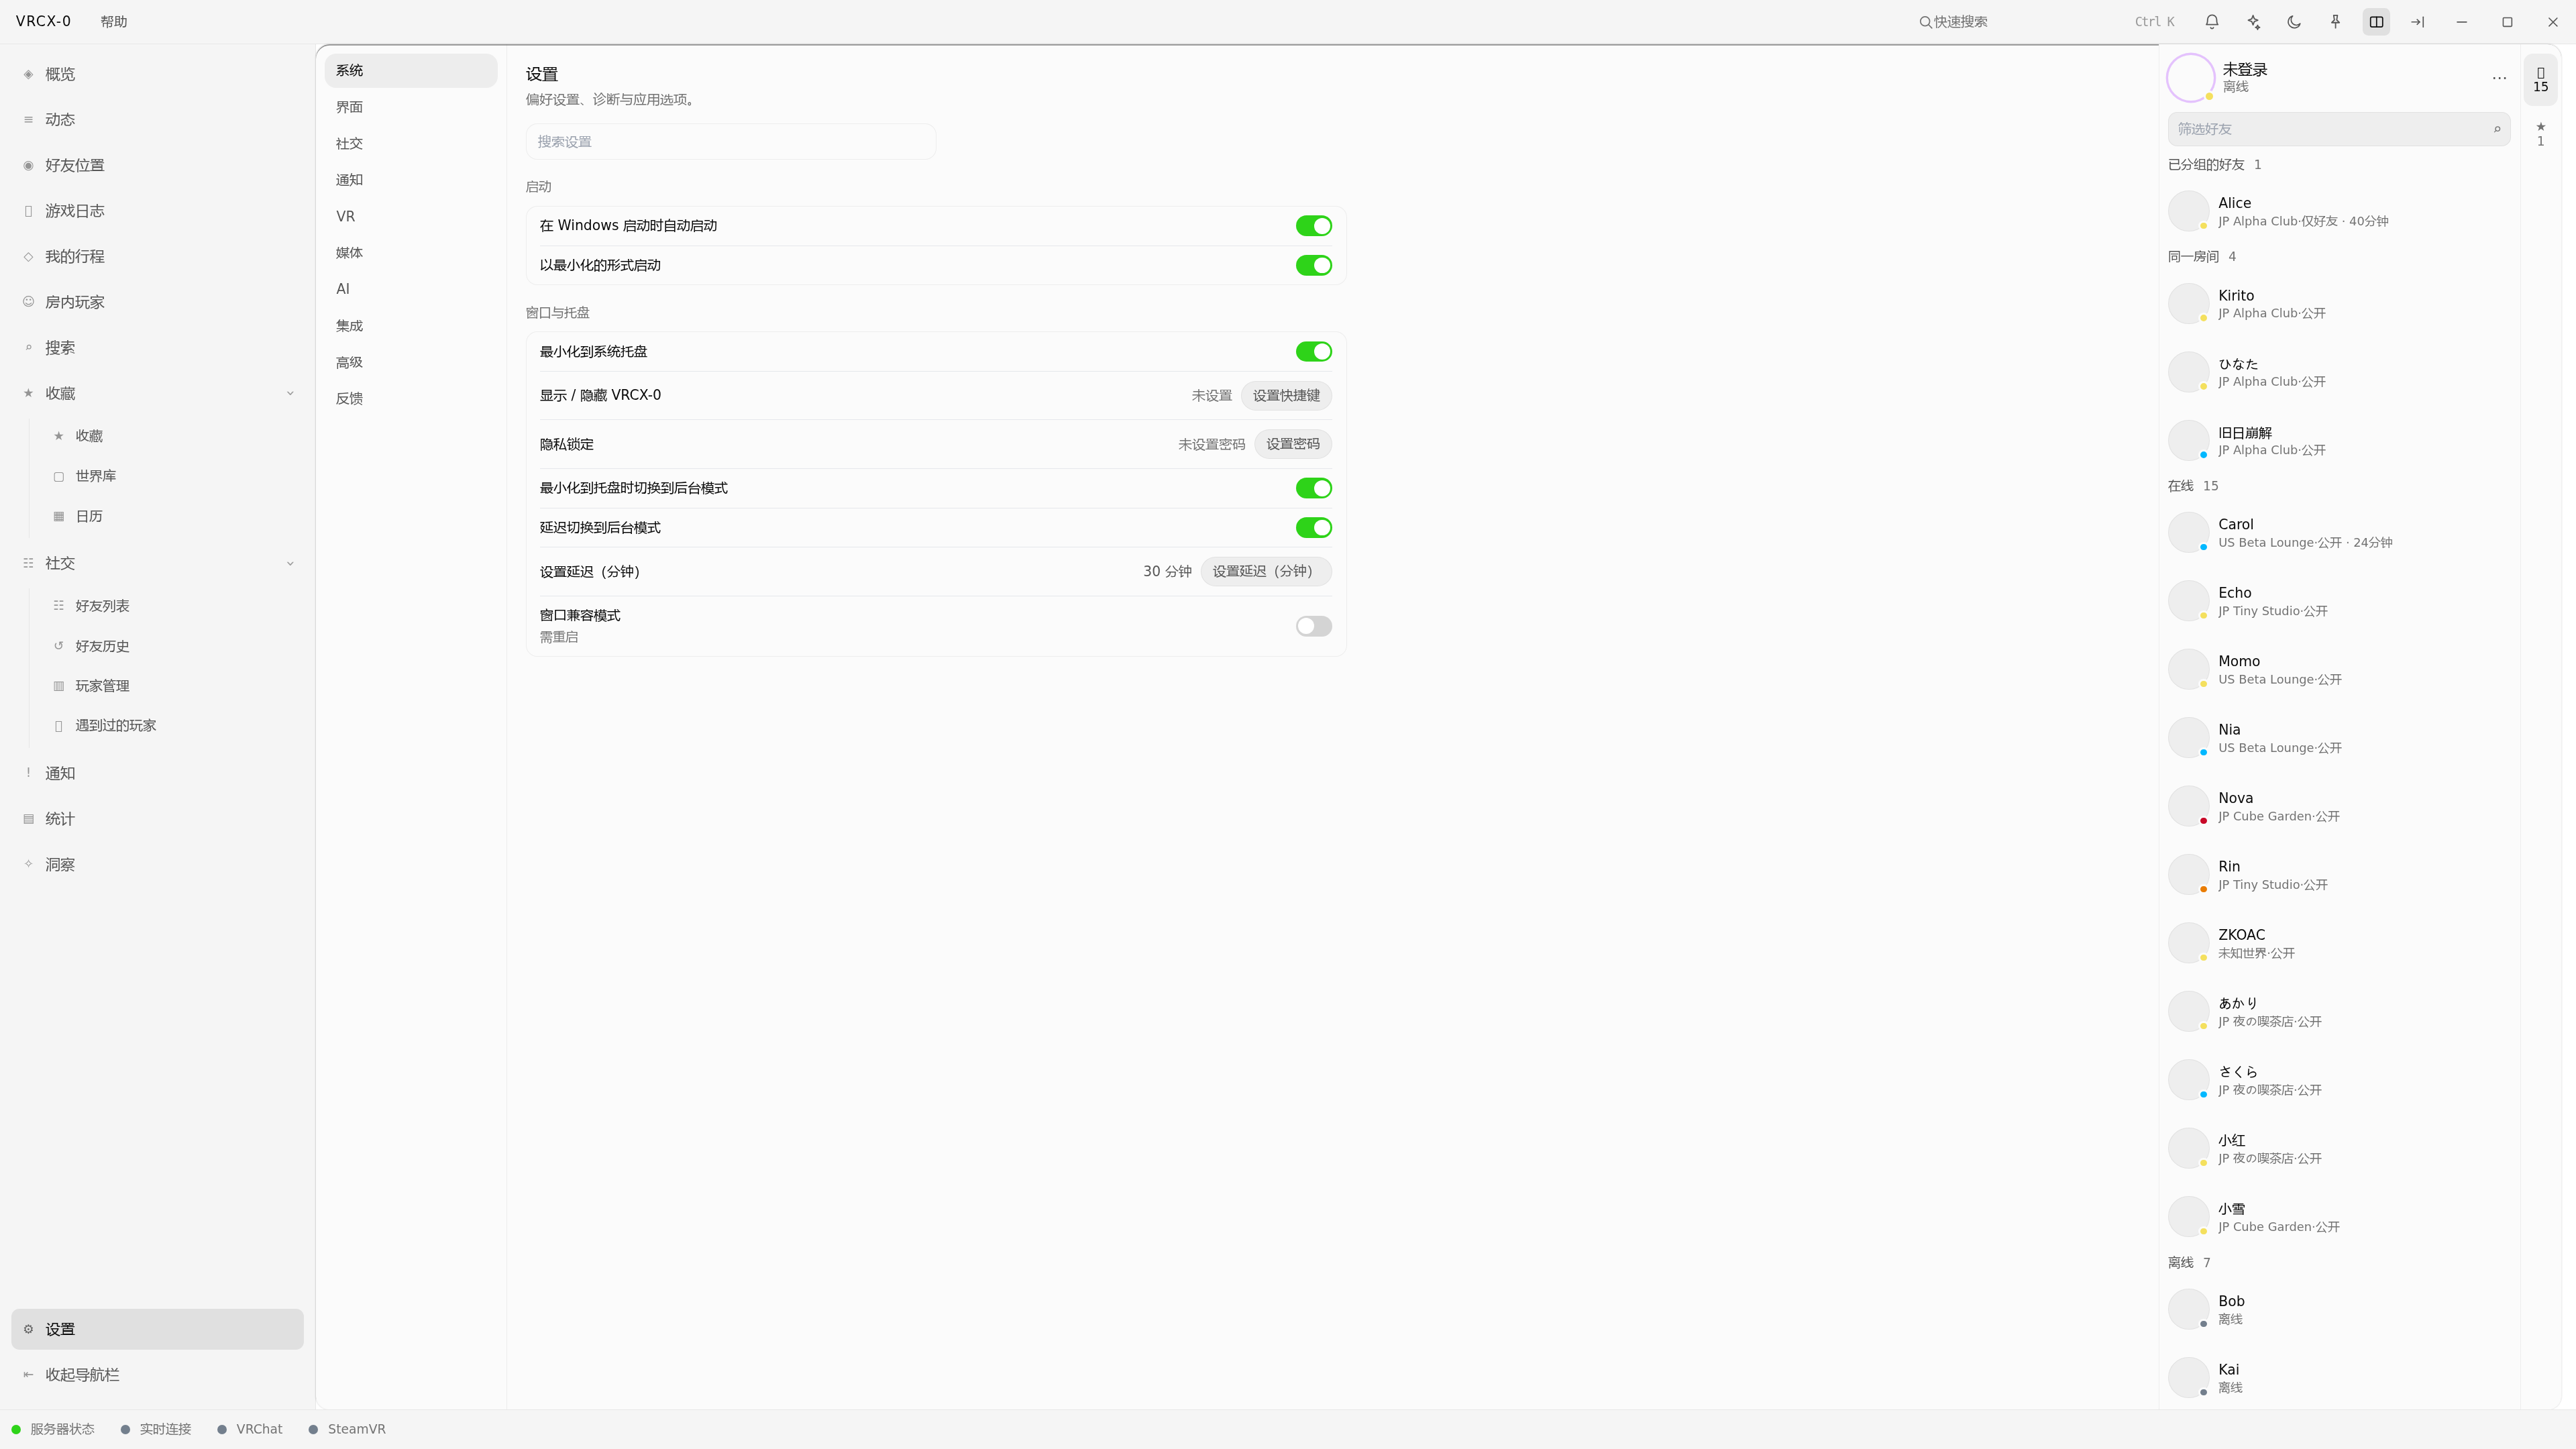 VRCX-0
帮助
快速搜索
Ctrl K
概览
动态
好友位置
游戏日志
我的行程
房内玩家
搜索
收藏
收藏
世界库
日历
社交
好友列表
好友历史
玩家管理
遇到过的玩家
通知
统计
洞察
设置
收起导航栏
系统
界面
社交
通知
VR
媒体
AI
集成
高级
反馈
设置
偏好设置、诊断与应用选项。
搜索设置
启动
在 Windows 启动时自动启动
以最小化的形式启动
窗口与托盘
最小化到系统托盘
显示 / 隐藏 VRCX-0
未设置
设置快捷键
隐私锁定
未设置密码
设置密码
最小化到托盘时切换到后台模式
延迟切换到后台模式
设置延迟（分钟）
30 分钟
设置延迟（分钟）
窗口兼容模式
需重启
未登录
离线
…
15
1
筛选好友
已分组的好友 1
Alice
JP Alpha Club·仅好友 · 40分钟
同一房间 4
Kirito
JP Alpha Club·公开
ひなた
JP Alpha Club·公开
旧日崩解
JP Alpha Club·公开
在线 15
Carol
US Beta Lounge·公开 · 24分钟
Echo
JP Tiny Studio·公开
Momo
US Beta Lounge·公开
Nia
US Beta Lounge·公开
Nova
JP Cube Garden·公开
Rin
JP Tiny Studio·公开
ZKOAC
未知世界·公开
あかり
JP 夜の喫茶店·公开
さくら
JP 夜の喫茶店·公开
小红
JP 夜の喫茶店·公开
小雪
JP Cube Garden·公开
离线 7
Bob
离线
Kai
离线
服务器状态
实时连接
VRChat
SteamVR